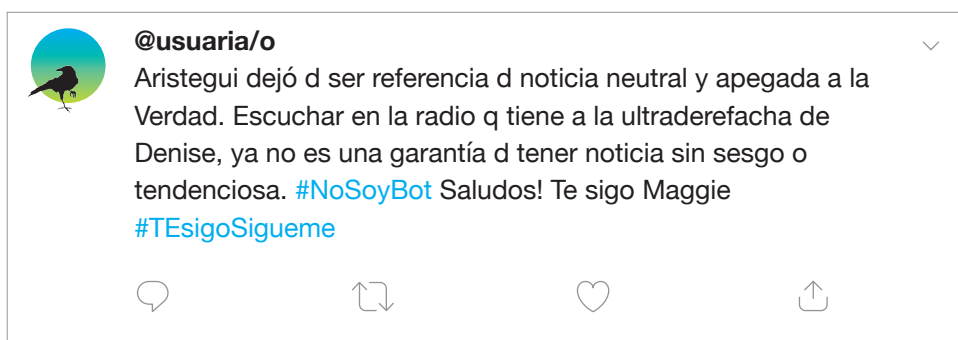 @usuaria/o
Aristegui dejó d ser referencia d noticia neutral y apegada a la
Verdad. Escuchar en la radio q tiene a la ultraderefacha de
Denise, ya no es una garantía d tener noticia sin sesgo o
tendenciosa. #NoSoyBot Saludos! Te sigo Maggie
#TEsigoSigueme